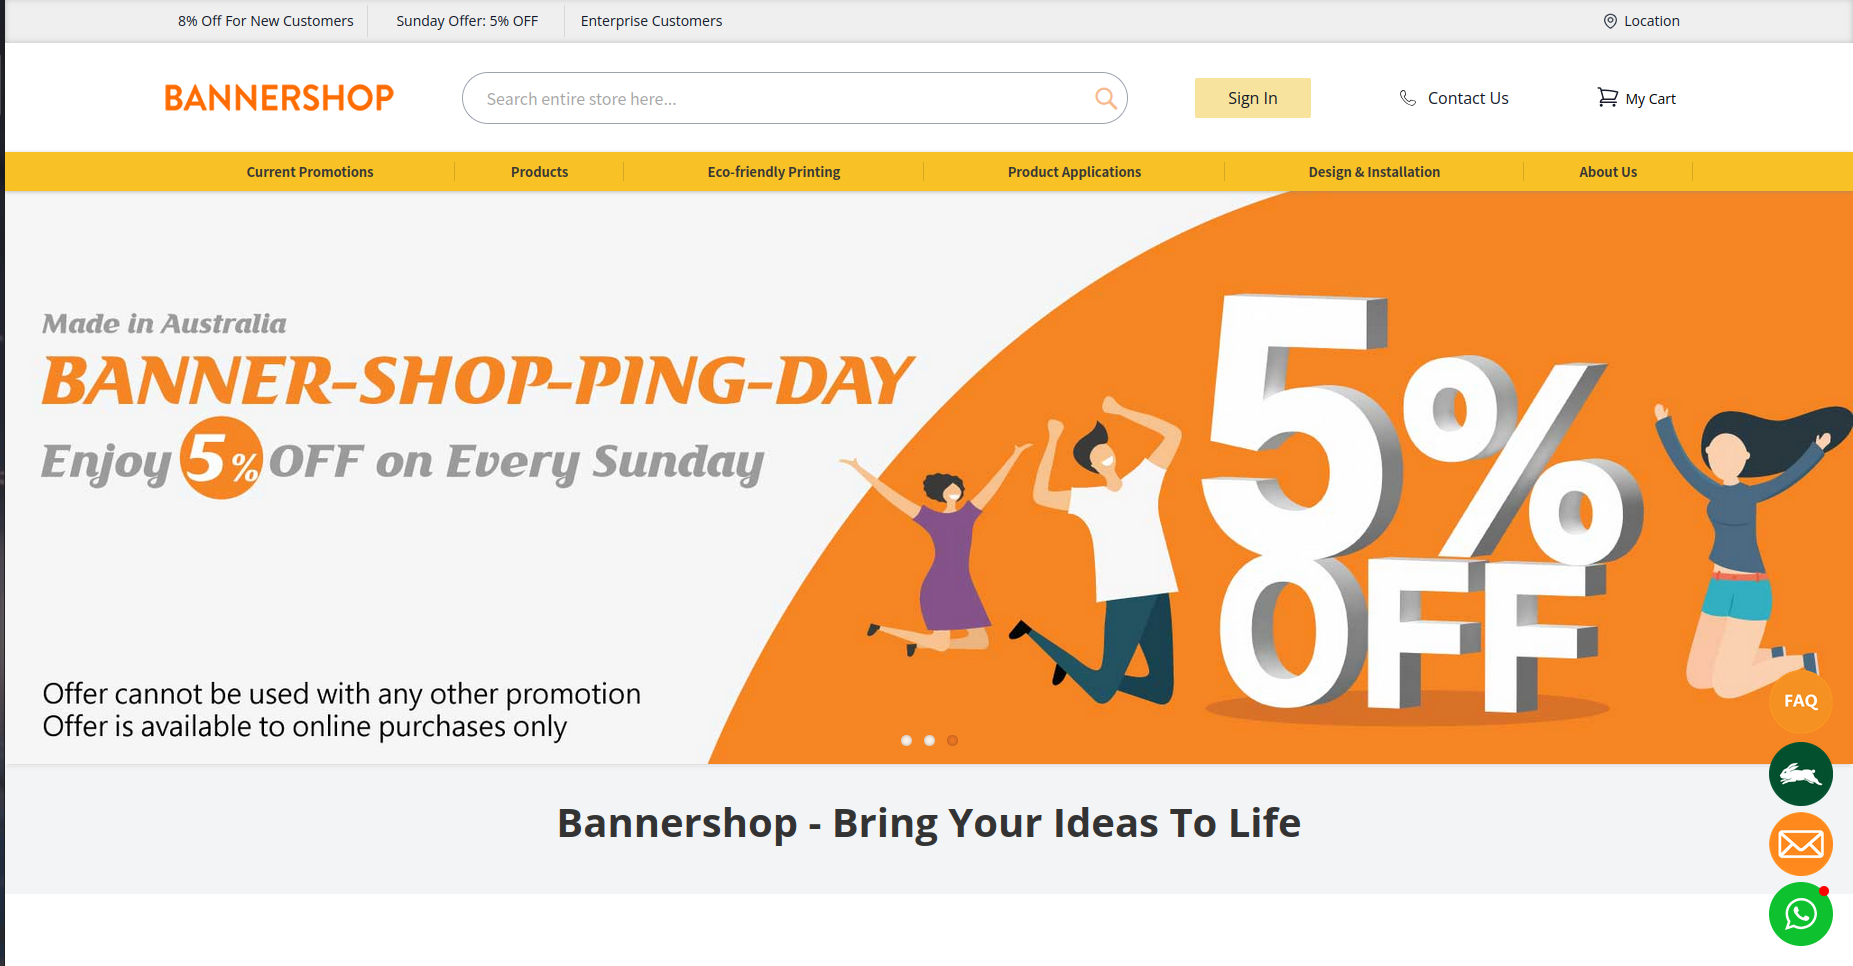 8% Off For New Customers
Sunday Offer: 5% OFF
Enterprise Customers
Location
BANNERSHOP
Search entire store here...
Sign In
Contact Us
My Cart
Current Promotions
Products
Eco-friendly Printing
Product Applications
Design & Installation
About Us
Made in Australia
BANNER-SHOP-PING-DAY
Enjoy 5% OFF on Every Sunday
5%
OFF
Offer cannot be used with any other promotion
Offer is available to online purchases only
FAQ
Bannershop - Bring Your Ideas To Life